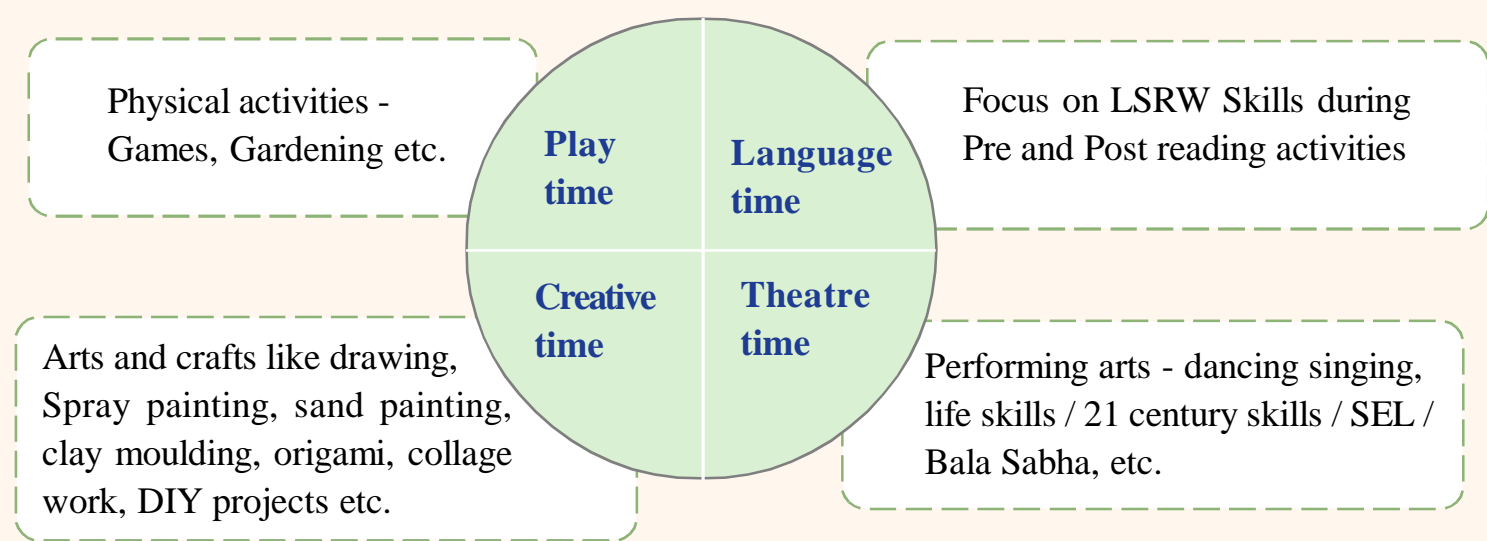 Physical activities -
Games, Gardening etc.
Play
time
Language
time
Focus on LSRW Skills during
Pre and Post reading activities
Arts and crafts like drawing,
Spray painting, sand painting,
clay moulding, origami, collage
work, DIY projects etc.
Creative
time
Theatre
time
Performing arts - dancing singing,
life skills / 21 century skills / SEL /
Bala Sabha, etc.